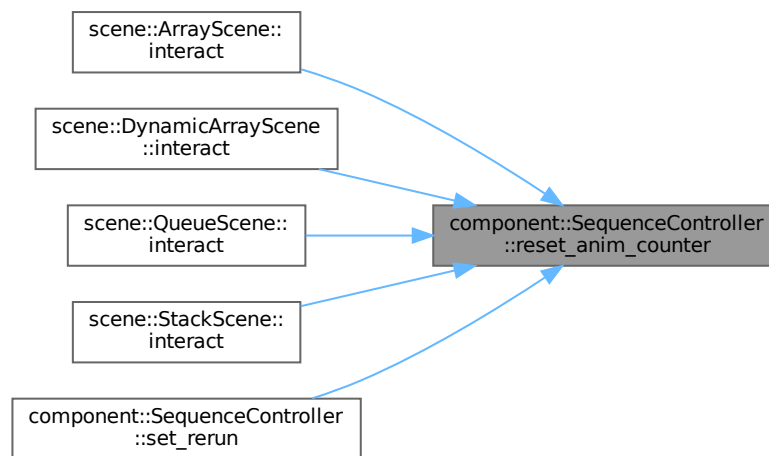 scene::ArrayScene::
interact
scene::DynamicArrayScene
::interact
scene::QueueScene::
interact
component::SequenceController
::reset_anim_counter
scene::StackScene::
interact
component::SequenceController
::set_rerun